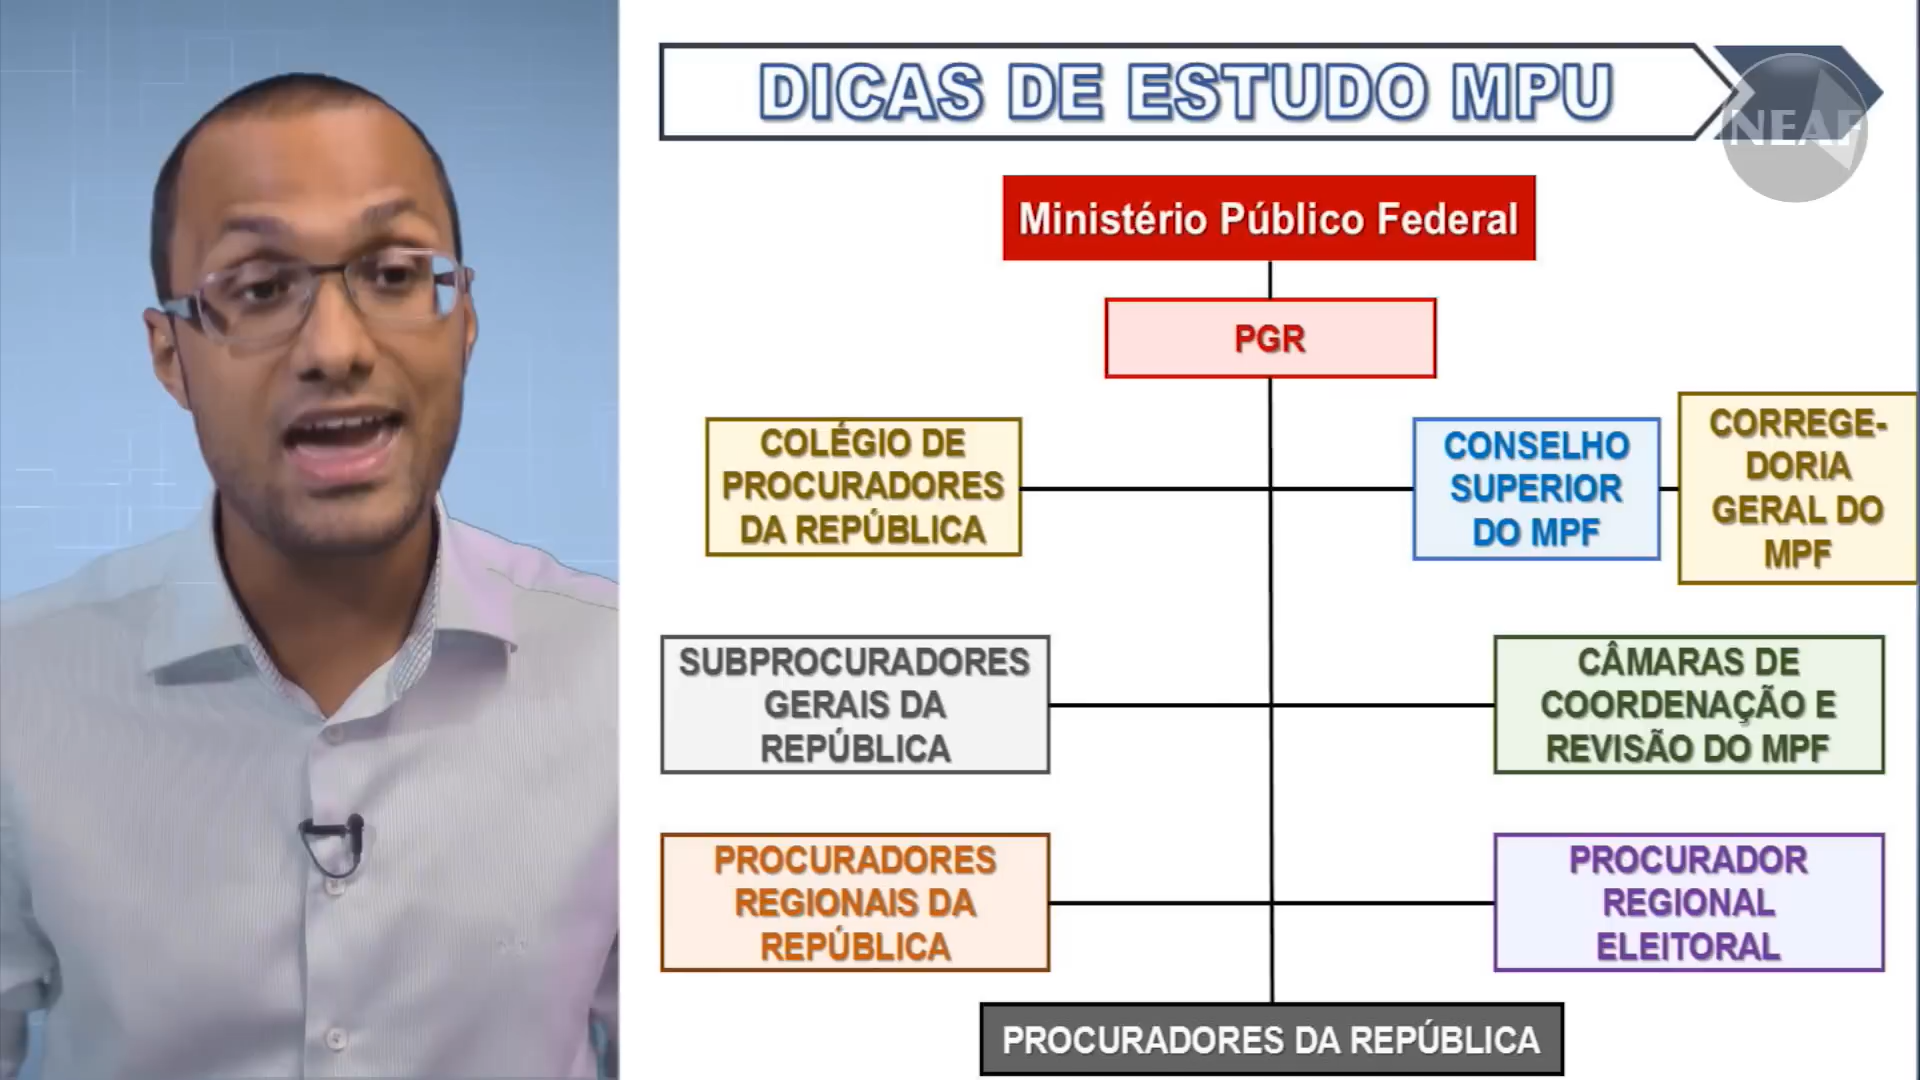 DICAS DE ESTUDO MPU
NEAF
Ministério Público Federal
PGR
COLÉGIO DE
PROCURADORES
DA REPÚBLICA
CONSELHO
SUPERIOR
DO MPF
CORREGE-
DORIA
GERAL DO
MPF
SUBPROCURADORES
GERAIS DA
REPÚBLICA
CÂMARAS DE
COORDENAÇÃO E
REVISÃO DO MPF
PROCURADORES
REGIONAIS DA
REPÚBLICA
PROCURADOR
REGIONAL
ELEITORAL
PROCURADORES DA REPÚBLICA